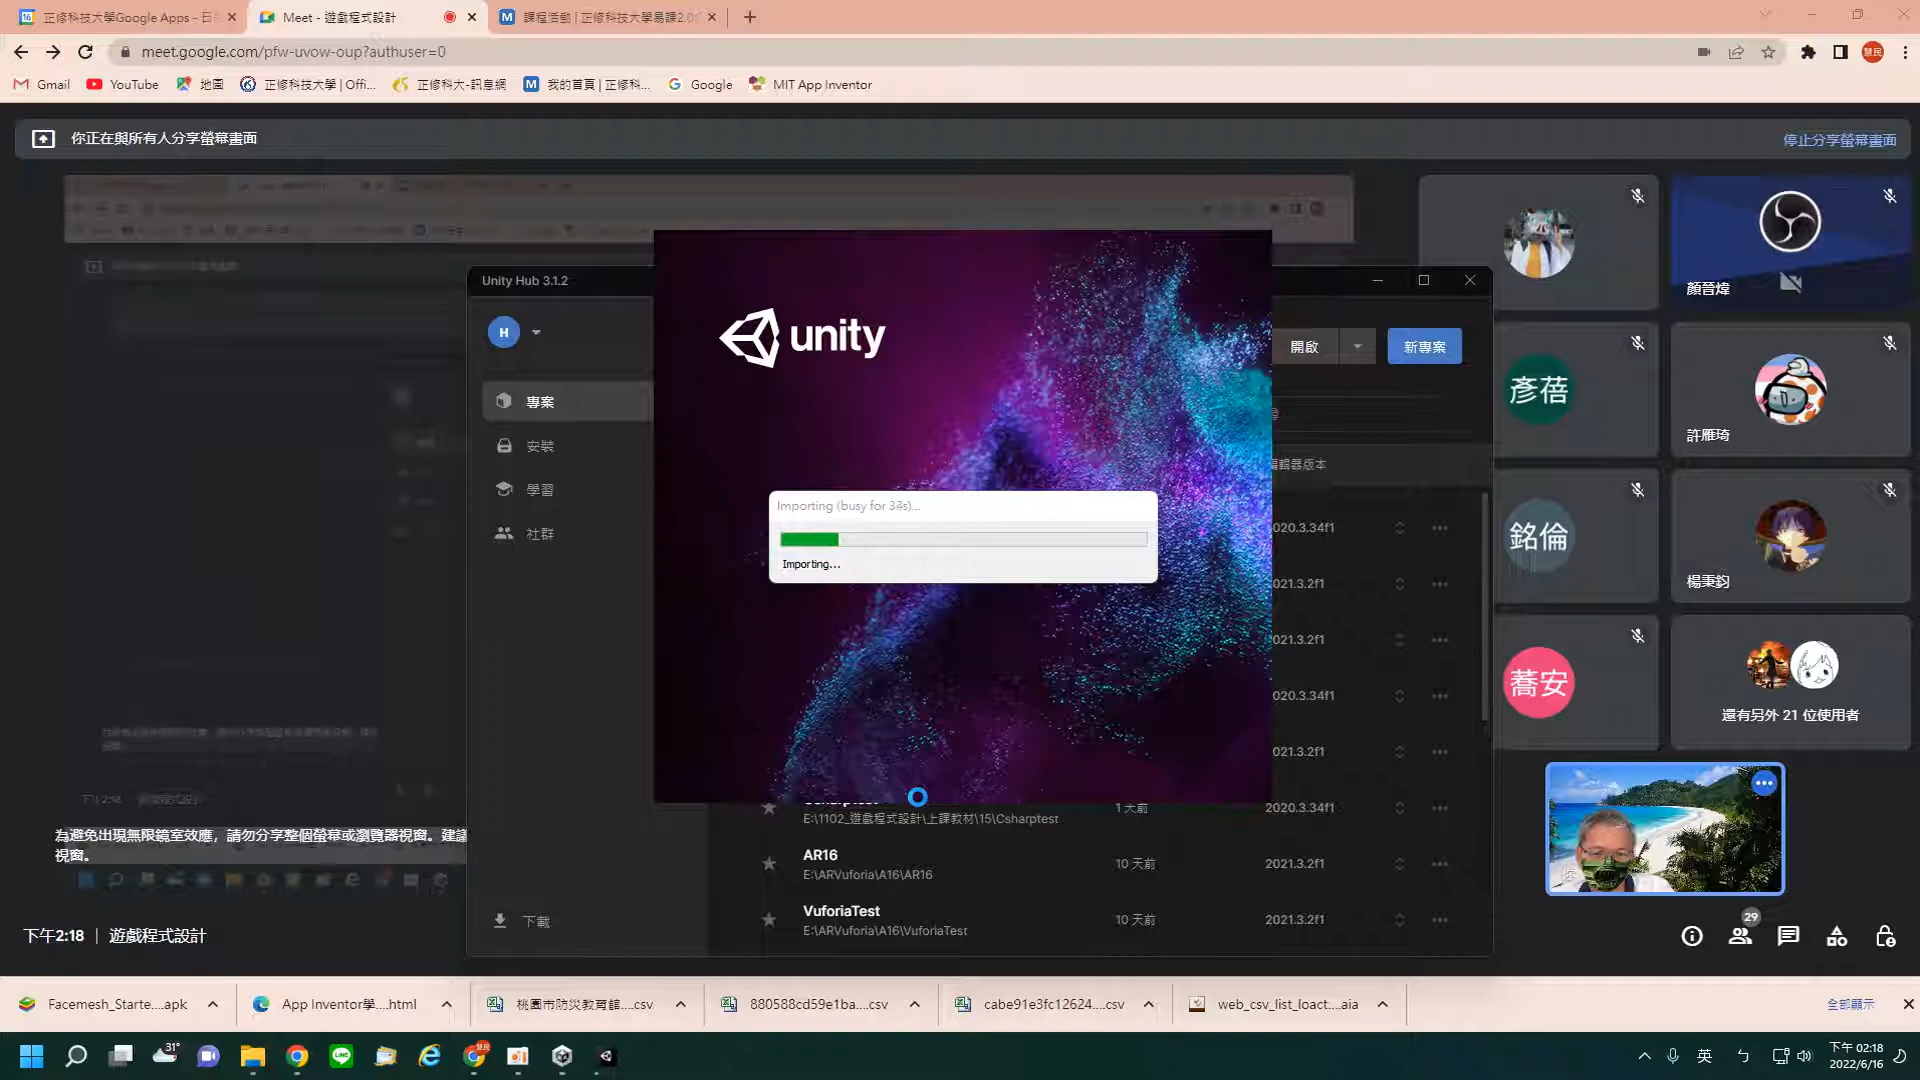 正修科技大學Google Apps - 日
Meet - 遊戲程式設計
課程活動 | 正修科技大學易課2.0(
meet.google.com/pfw-uvow-oup?authuser=0
Gmail
YouTube
地圖
正修科技大學 | Offi...
正修科大-訊息網
我的首頁 | 正修科...
Google
MIT App Inventor
你正在與所有人分享螢幕畫面
停止分享螢幕畫面
Unity Hub 3.1.2
H
專案
安裝
學習
社群
下載
unity
Importing (busy for 34s)...
Importing...
開啟
新專案
編輯器版本
020.3.34f1
021.3.2f1
021.3.2f1
020.3.34f1
021.3.2f1
Csharptest
1 天前
2020.3.34f1
E:\1102_遊戲程式設計\上課教材\15\Csharptest
AR16
10 天前
2021.3.2f1
E:\ARVuforia\A16\AR16
VuforiaTest
10 天前
2021.3.2f1
E:\ARVuforia\A16\VuforiaTest
顏晉煒
彥蓓
許雁琦
銘倫
楊秉鈞
蕎安
還有另外 21 位使用者
你
為避免出現無限鏡室效應，請勿分享整個螢幕或瀏覽器視窗。建議
視窗。
下午2:18 | 遊戲程式設計
29
Facemesh_Starte....apk
App Inventor學....html
桃園市防災教育館....csv
880588cd59e1ba....csv
cabe91e3fc12624....csv
web_csv_list_loact....aia
全部顯示
31°
英
下午 02:18
2022/6/16